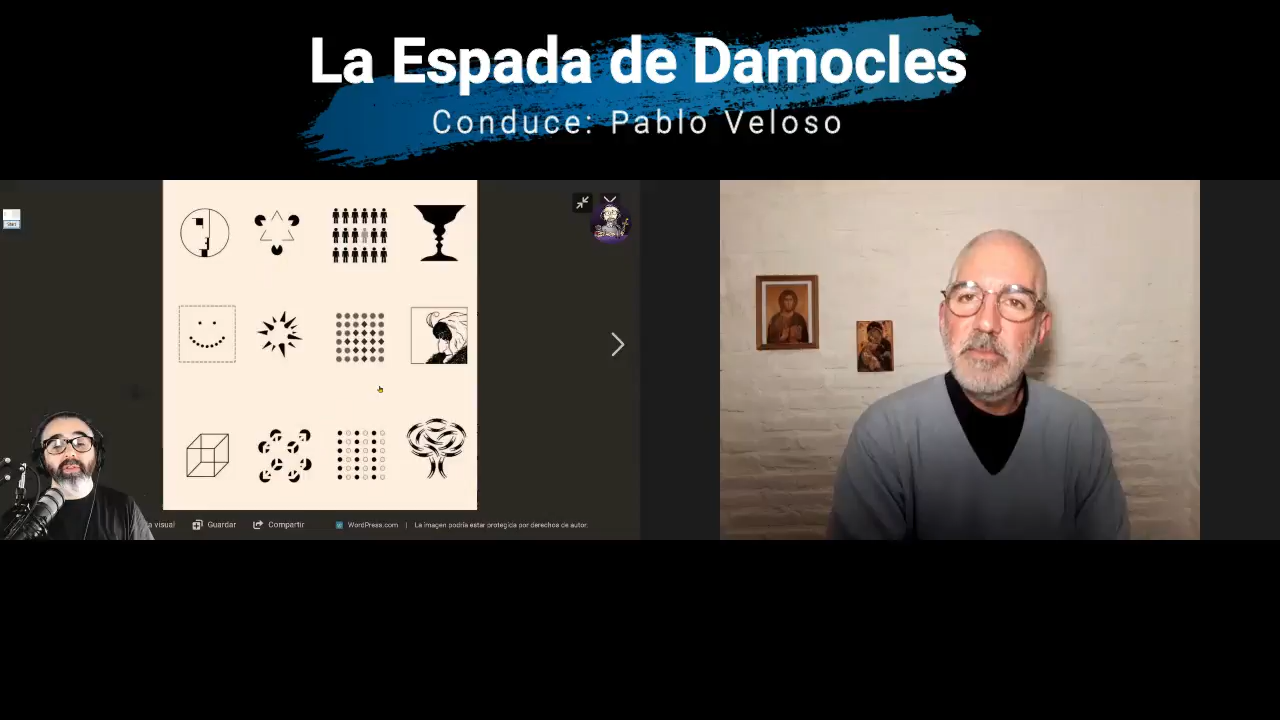 La Espada de Damocles
Conduce: Pablo Veloso
a visual Guardar Compartir WordPress.com | La imagen podría estar protegida por derechos de autor.